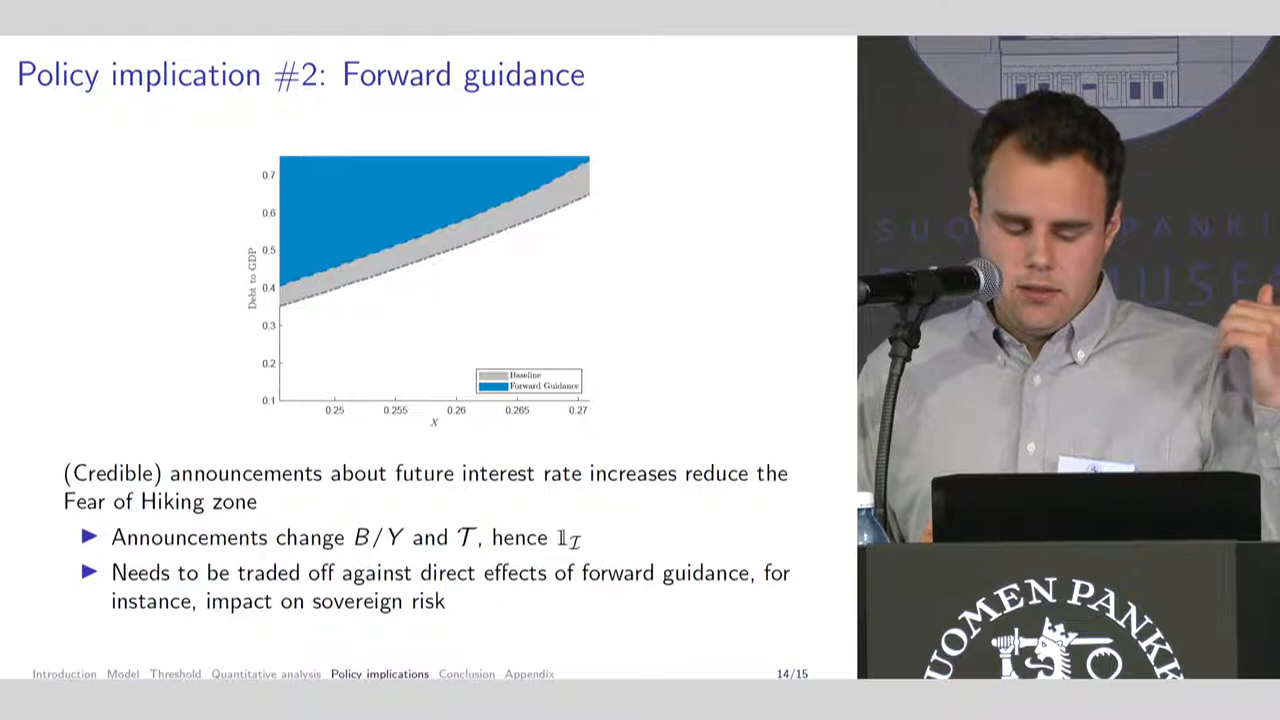 Policy implication #2: Forward guidance
0.7
0.6
0.5
0.4
0.3
0.2
0.1
Debt to GDP
0.25 0.255 0.26 0.265 0.27
X
Baseline
Forward Guidance
(Credible) announcements about future interest rate increases reduce the
Fear of Hiking zone
▶ Announcements change B/Y and 𝒯, hence 𝟙_ℐ
▶ Needs to be traded off against direct effects of forward guidance, for
instance, impact on sovereign risk
Introduction Model Threshold Quantitative analysis Policy implications Conclusion Appendix
14/15
SUOMEN PANKK